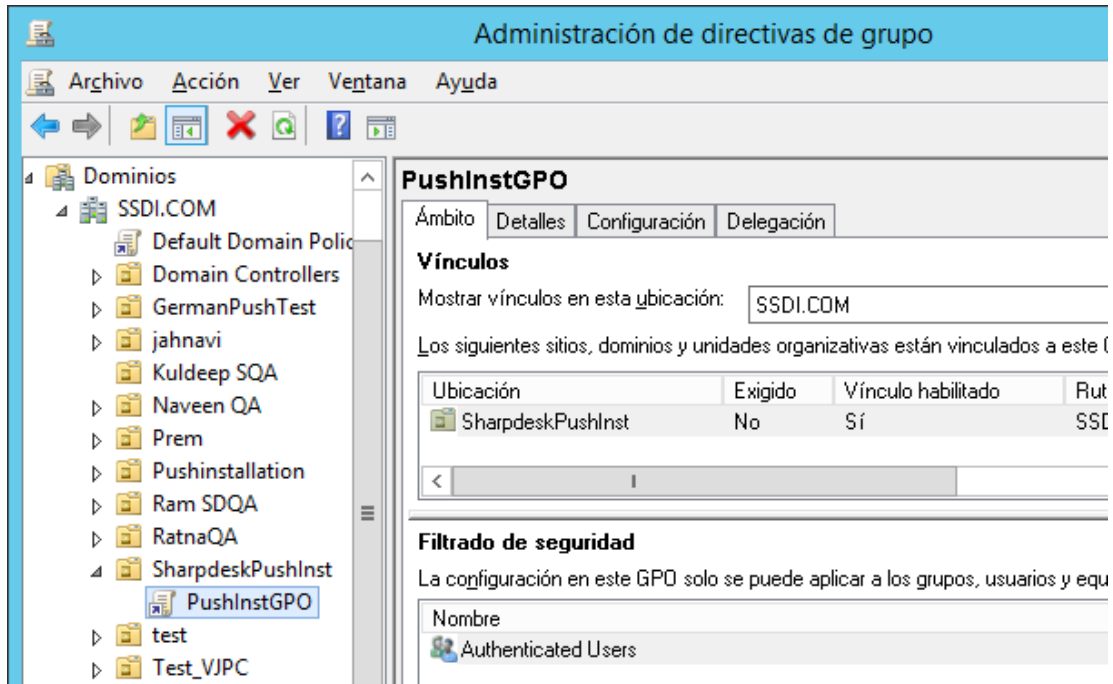 Administración de directivas de grupo
Archivo Acción Ver Ventana Ayuda
Dominios
SSDI.COM
Default Domain Polic
Domain Controllers
GermanPushTest
jahnavi
Kuldeep SQA
Naveen QA
Prem
Pushinstallation
Ram SDQA
RatnaQA
SharpdeskPushInst
PushInstGPO
test
Test_VJPC
PushInstGPO
Ámbito Detalles Configuración Delegación
Vínculos
Mostrar vínculos en esta ubicación: SSDI.COM
Los siguientes sitios, dominios y unidades organizativas están vinculados a este
Ubicación Exigido Vínculo habilitado Rut
SharpdeskPushInst No Sí SSD
Filtrado de seguridad
La configuración en este GPO solo se puede aplicar a los grupos, usuarios y equ
Nombre
Authenticated Users